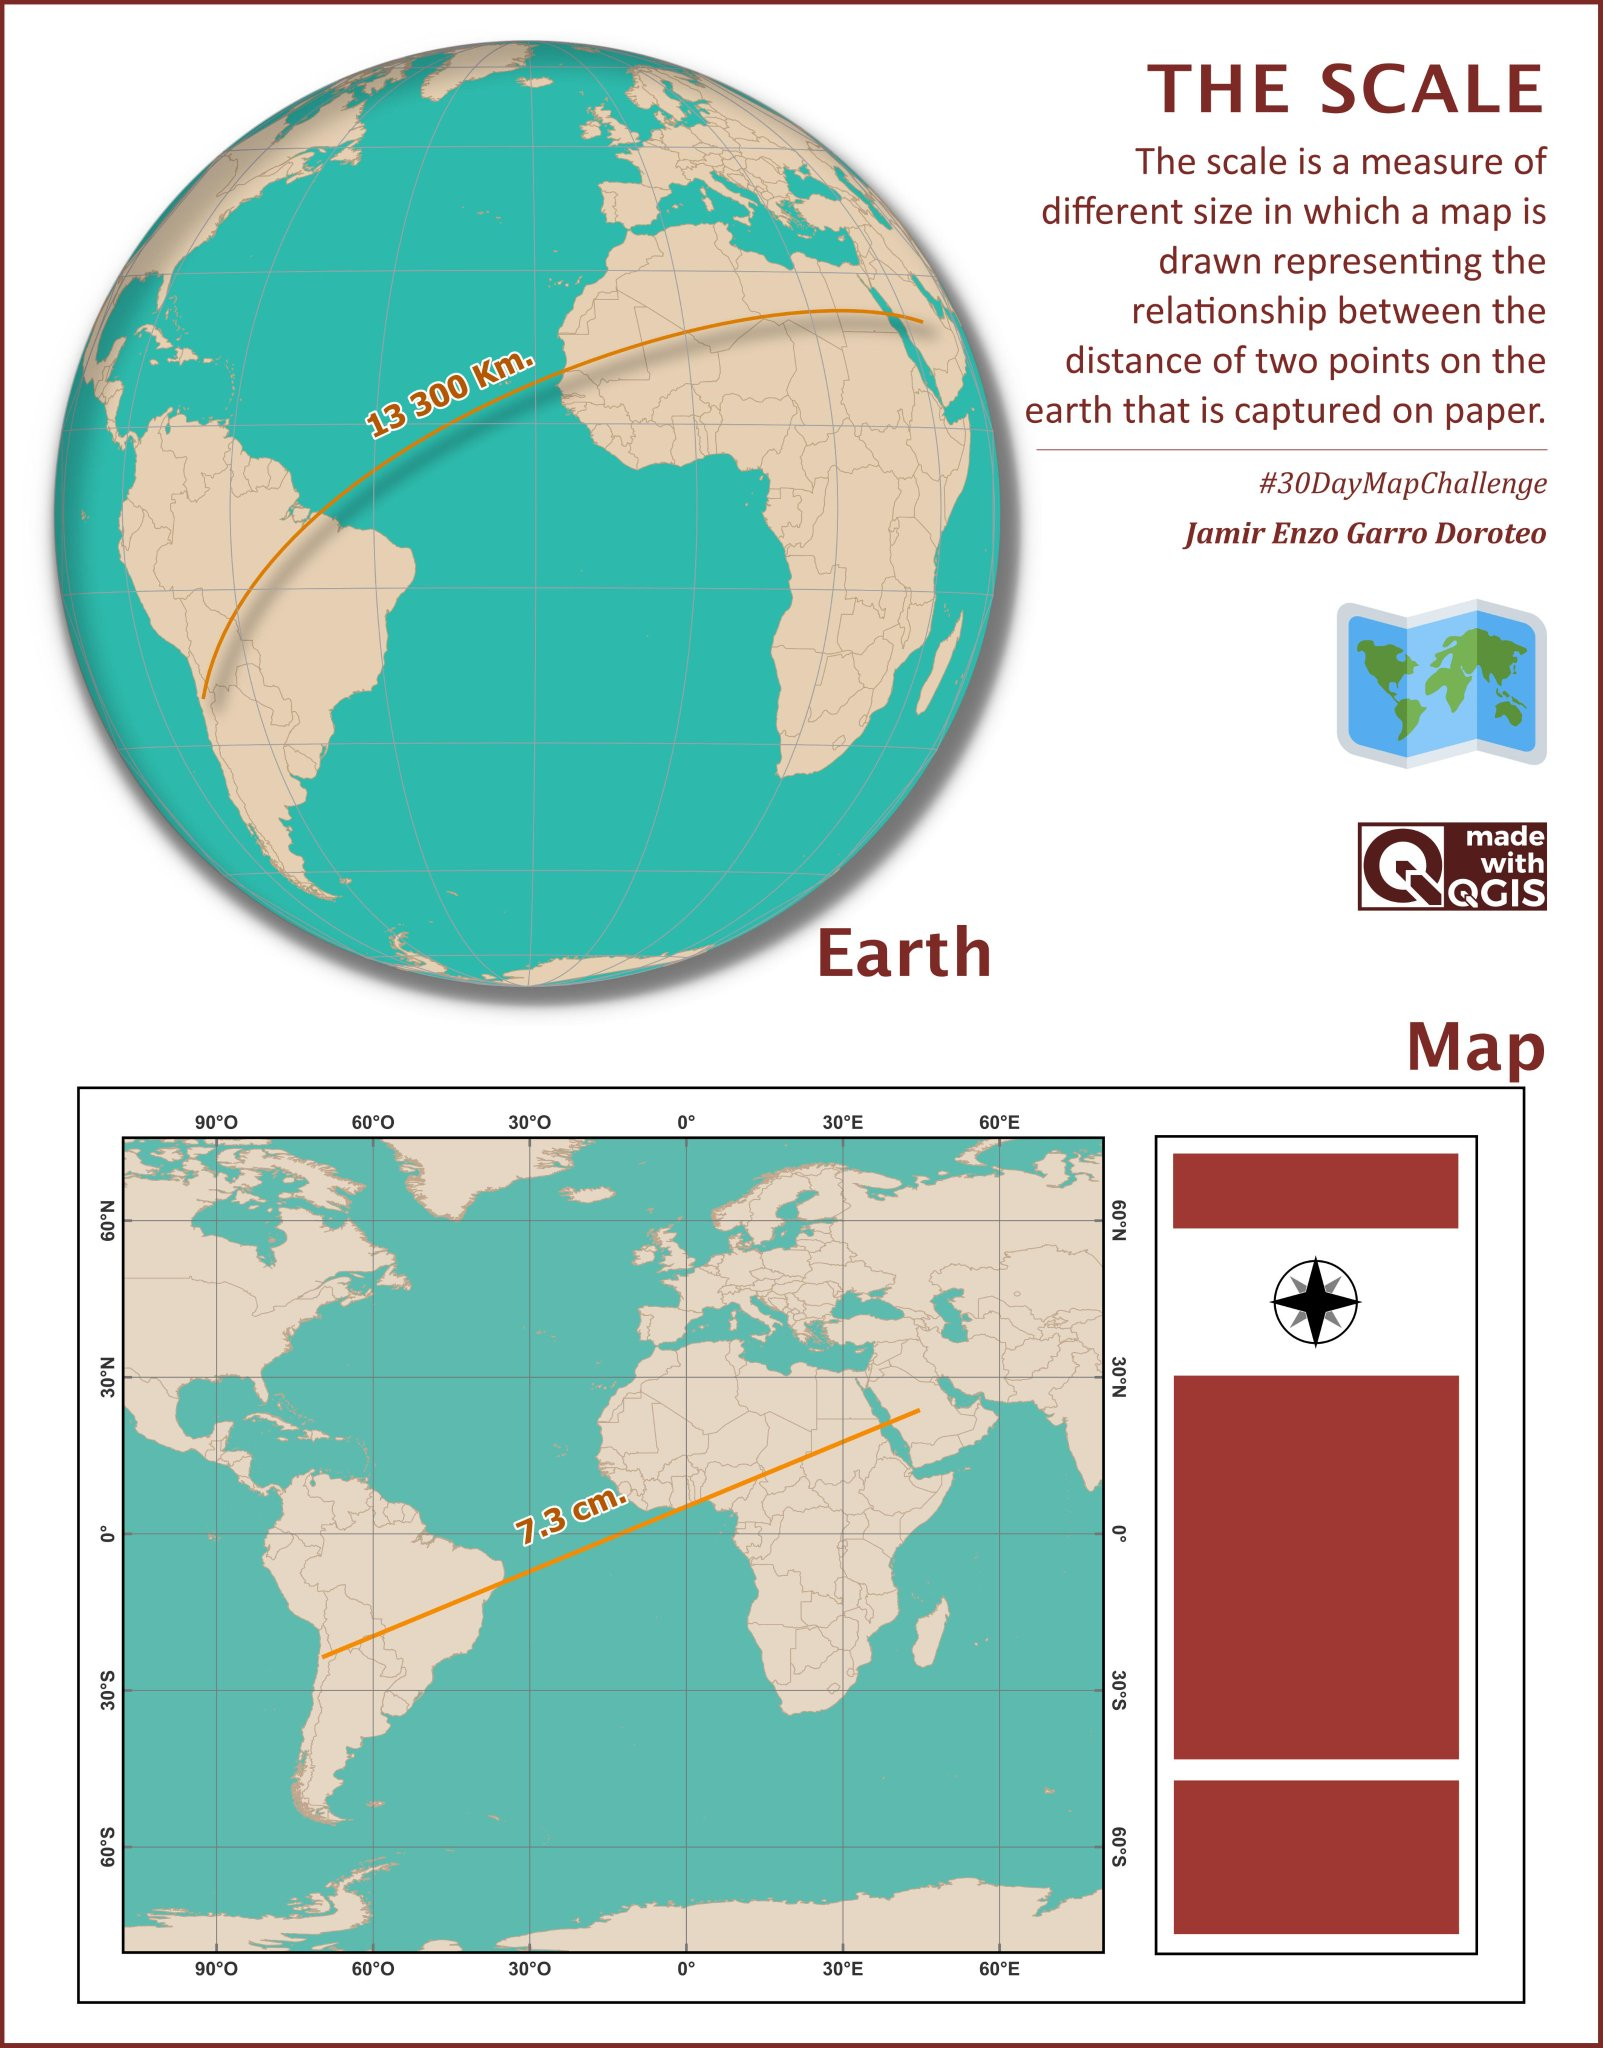 THE SCALE
The scale is a measure of
different size in which a map is
drawn representing the
relationship between the
distance of two points on the
earth that is captured on paper.
#30DayMapChallenge
Jamir Enzo Garro Doroteo
13 300 Km.
made
with
QGIS
Earth
Map
90°O 60°O 30°O 0° 30°E 60°E
60°N 60°N
30°N 30°N
7.3 cm.
0° 0°
30°S 30°S
60°S 60°S
90°O 60°O 30°O 0° 30°E 60°E